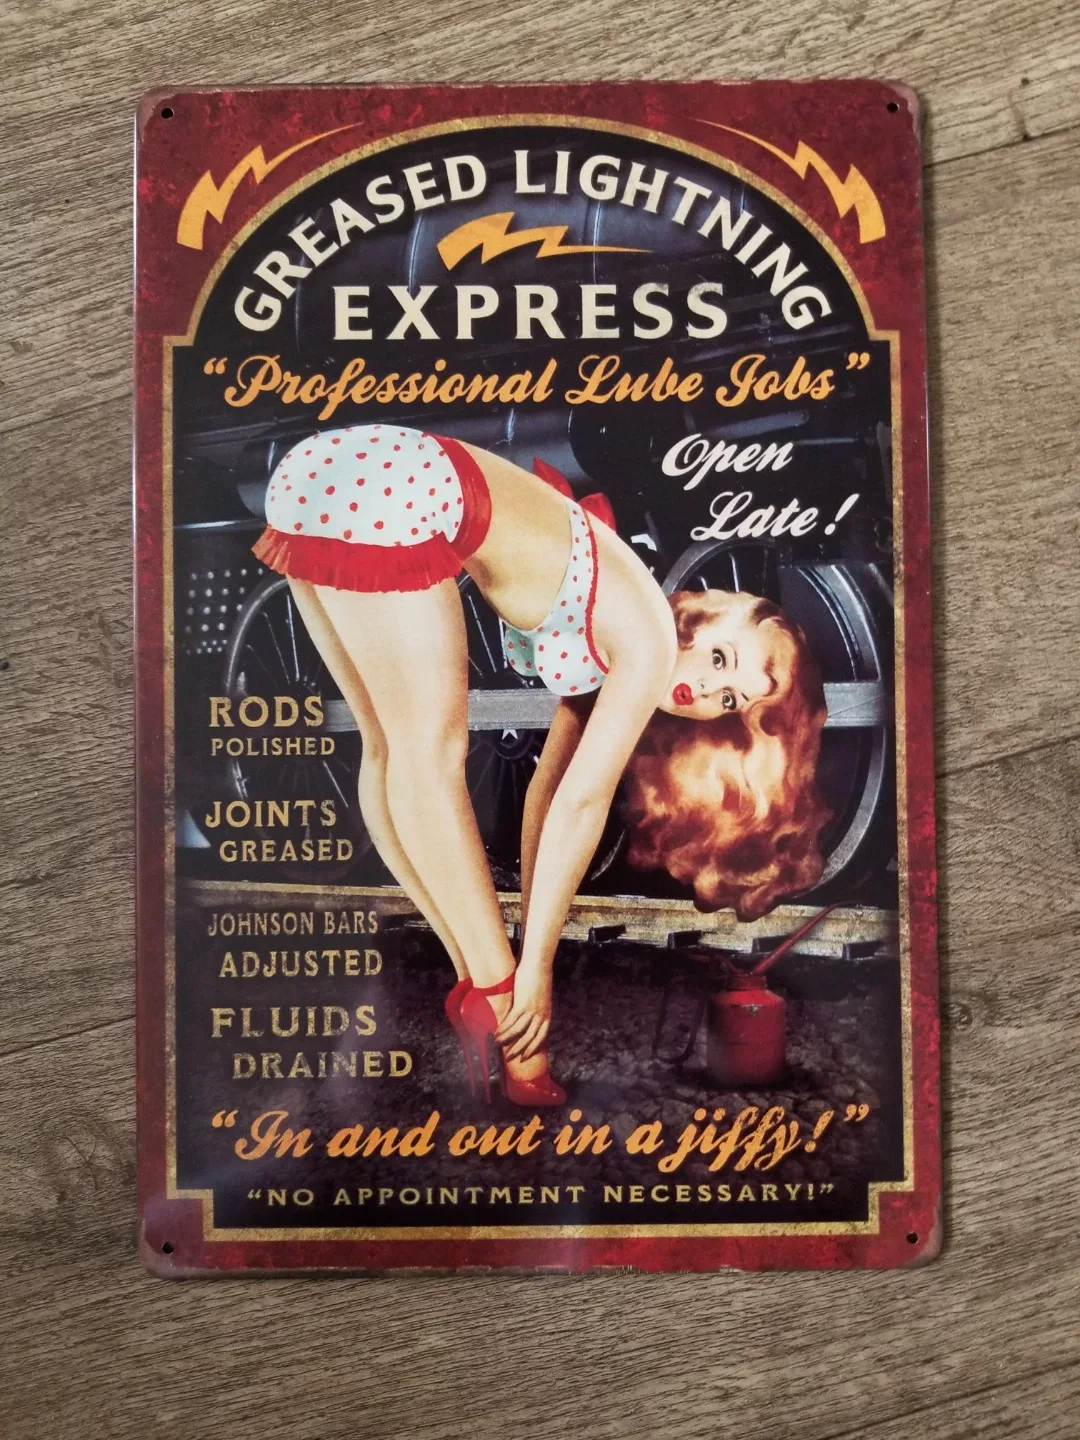 GREASED LIGHTNING
EXPRESS
"Professional Lube Jobs"
Open
Late!
RODS
POLISHED
JOINTS
GREASED
JOHNSON BARS
ADJUSTED
FLUIDS
DRAINED
"In and out in a jiffy!"
"NO APPOINTMENT NECESSARY!"